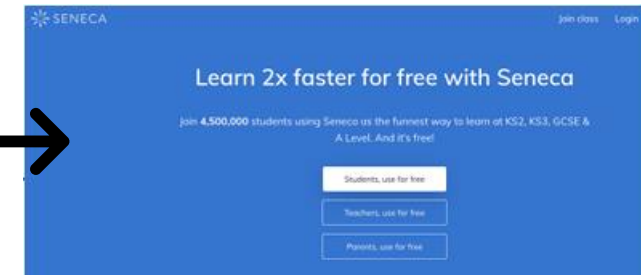 SENECA
Join class Login
Learn 2x faster for free with Seneca
Join 4,500,000 students using Seneca as the funnest way to learn at KS2, KS3, GCSE &
A Level. And it's free!
Students, use for free
Teachers, use for free
Parents, use for free